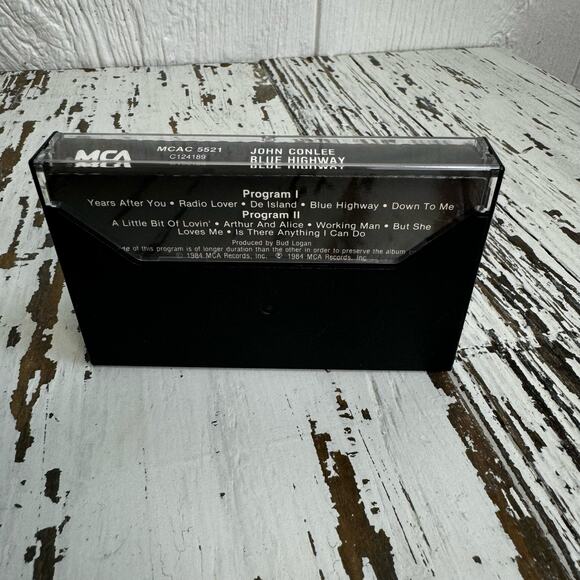 MCA
MCAC 5521
C124189
JOHN CONLEE
BLUE HIGHWAY
Program I
Years After You • Radio Lover • De Island • Blue Highway • Down To Me
Program II
A Little Bit Of Lovin' • Arthur And Alice • Working Man • But She
Loves Me • Is There Anything I Can Do
Produced by Bud Logan
of this program is of longer duration than the other in order to preserve the album
© 1984 MCA Records, Inc. ℗ 1984 MCA Records, Inc